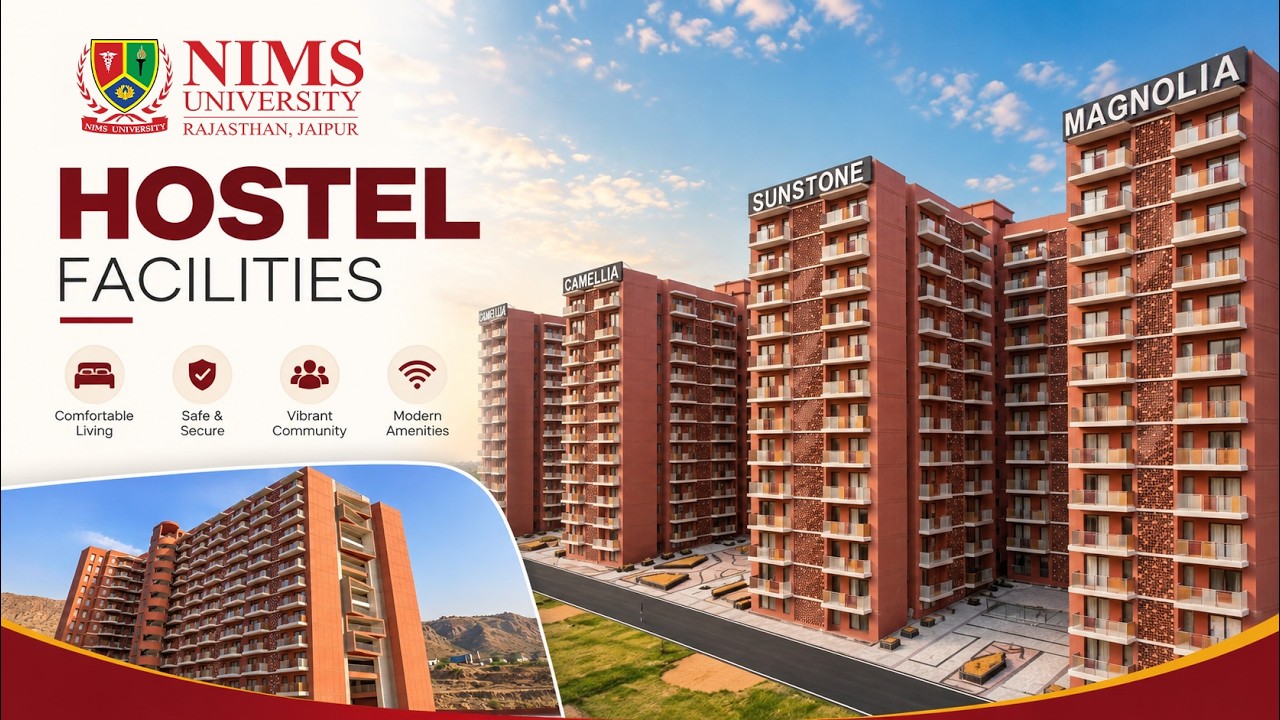 NIMS UNIVERSITY
NIMS
UNIVERSITY
RAJASTHAN, JAIPUR
HOSTEL
FACILITIES
Comfortable
Living
Safe &
Secure
Vibrant
Community
Modern
Amenities
CAMELLIA
CAMELLIA
SUNSTONE
MAGNOLIA